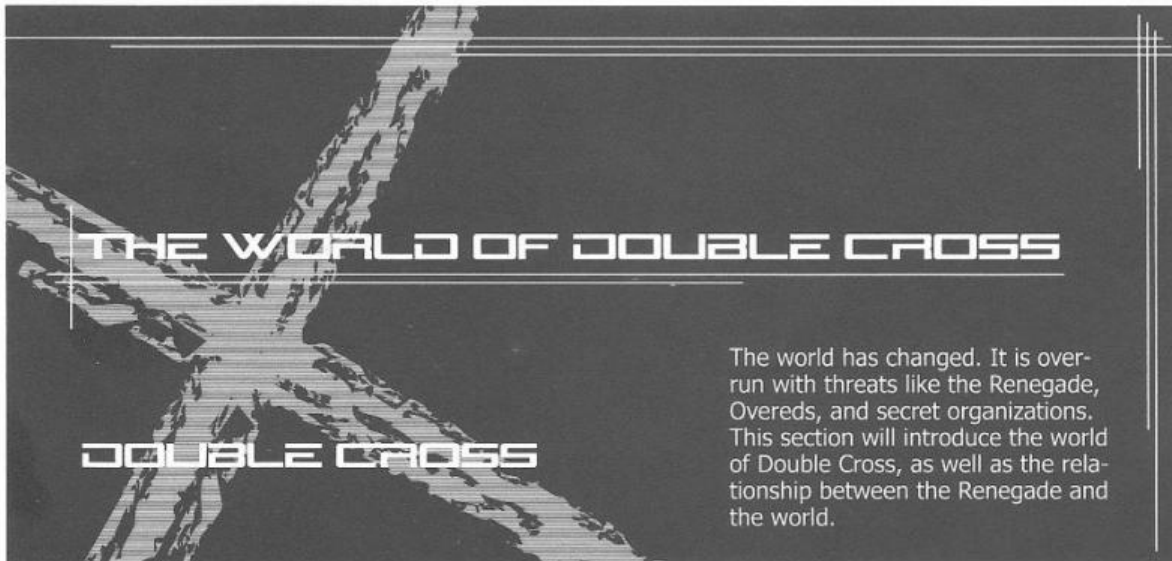 THE WORLD OF DOUBLE CROSS
DOUBLE CROSS
The world has changed. It is over-
run with threats like the Renegade,
Overeds, and secret organizations.
This section will introduce the world
of Double Cross, as well as the rela-
tionship between the Renegade and
the world.